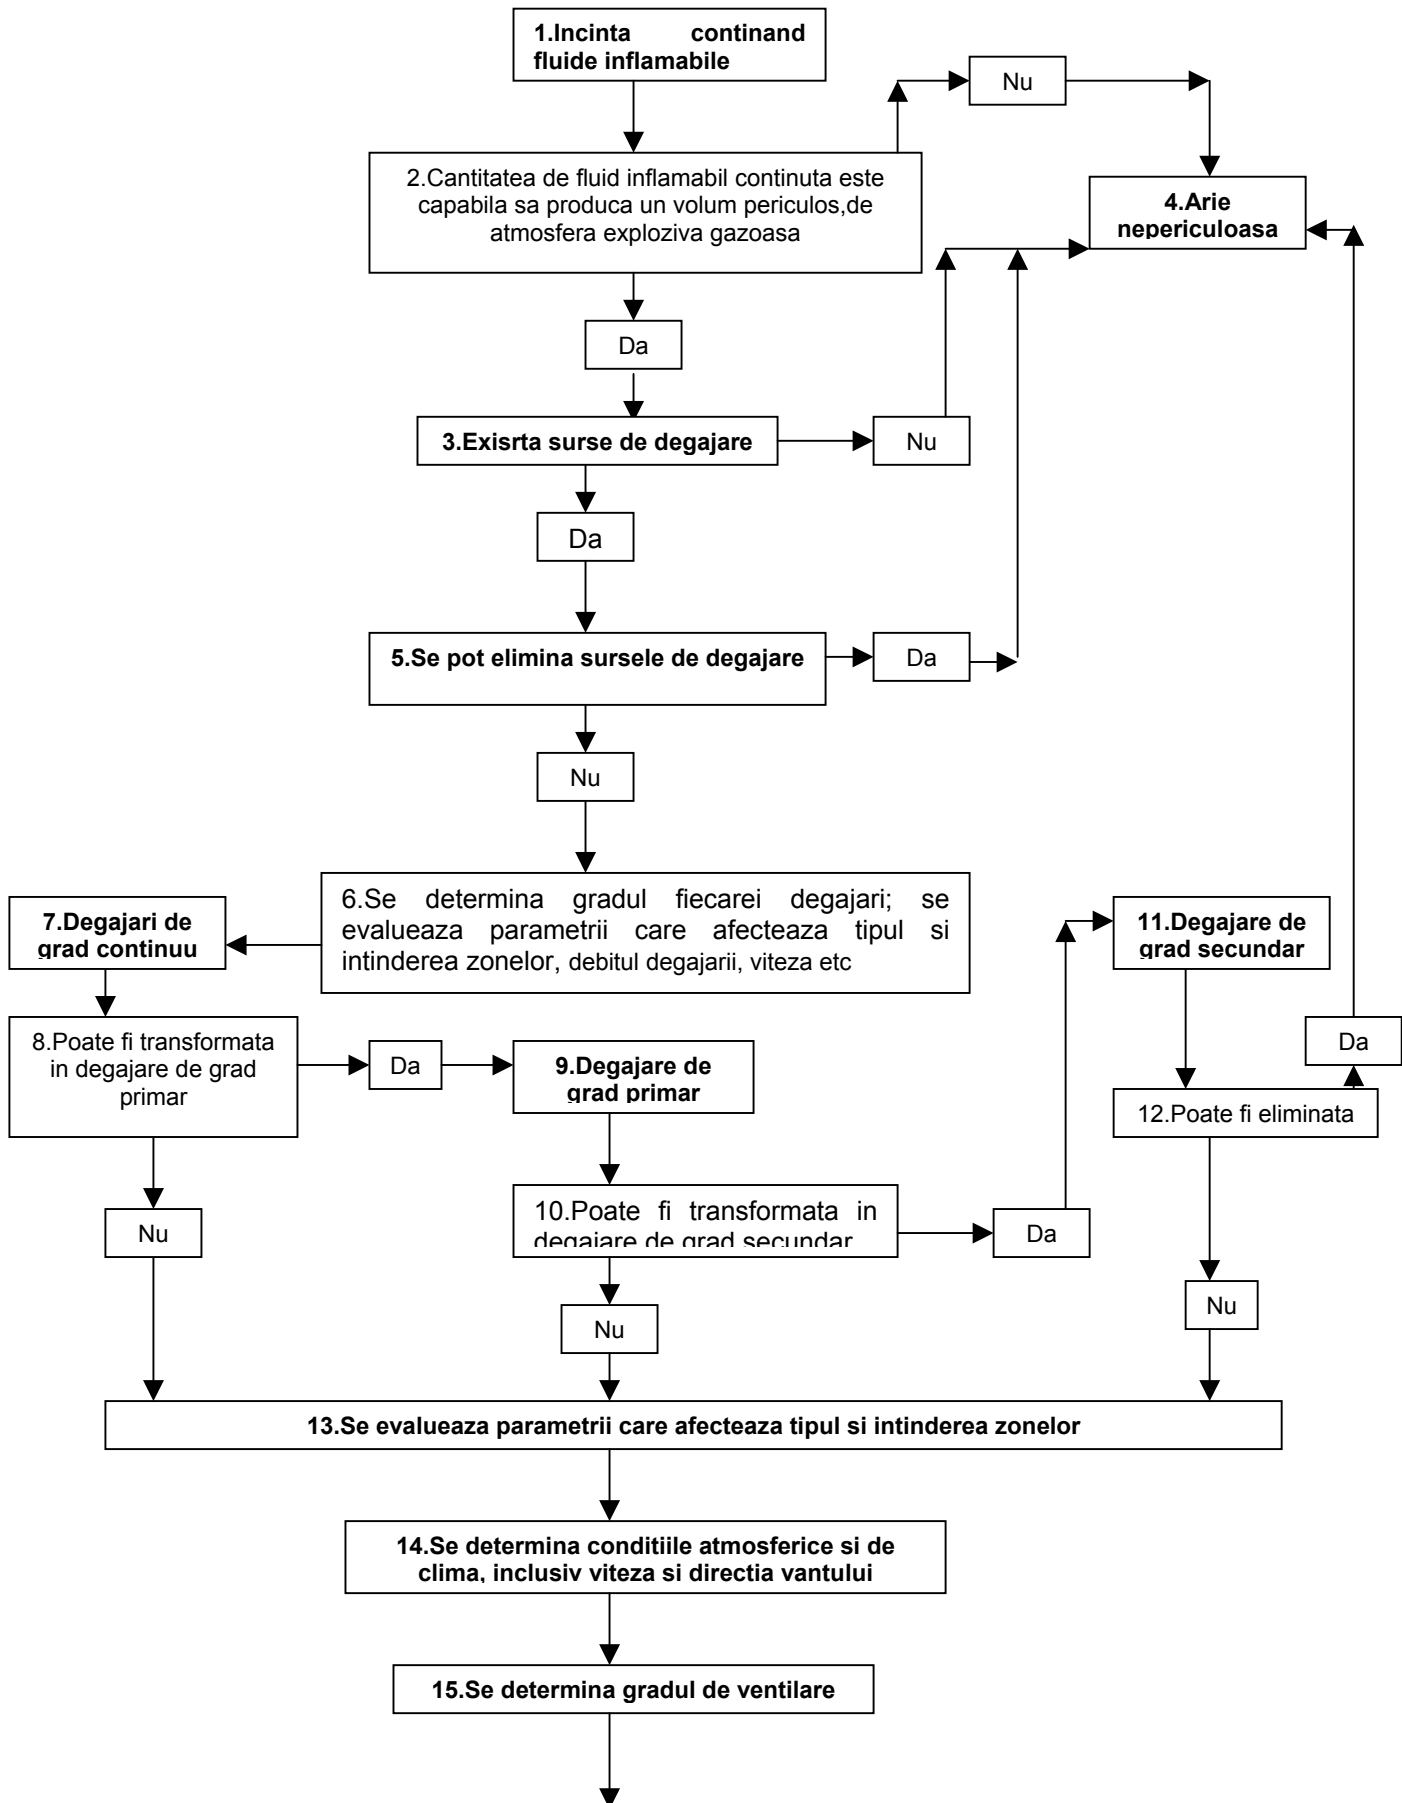 1.Incinta continand
fluide inflamabile
Nu
2.Cantitatea de fluid inflamabil continuta este
capabila sa produca un volum periculos,de
atmosfera exploziva gazoasa
4.Arie
nepericuloasa
Da
3.Exisrta surse de degajare
Nu
Da
5.Se pot elimina sursele de degajare
Da
Nu
6.Se determina gradul fiecarei degajari; se
evalueaza parametrii care afecteaza tipul si
intinderea zonelor, debitul degajarii, viteza etc
7.Degajari de
grad continuu
11.Degajare de
grad secundar
8.Poate fi transformata
in degajare de grad
primar
Da
9.Degajare de
grad primar
Da
12.Poate fi eliminata
10.Poate fi transformata in
degajare de grad secundar
Da
Nu
Nu
Nu
13.Se evalueaza parametrii care afecteaza tipul si intinderea zonelor
14.Se determina conditiile atmosferice si de
clima, inclusiv viteza si directia vantului
15.Se determina gradul de ventilare